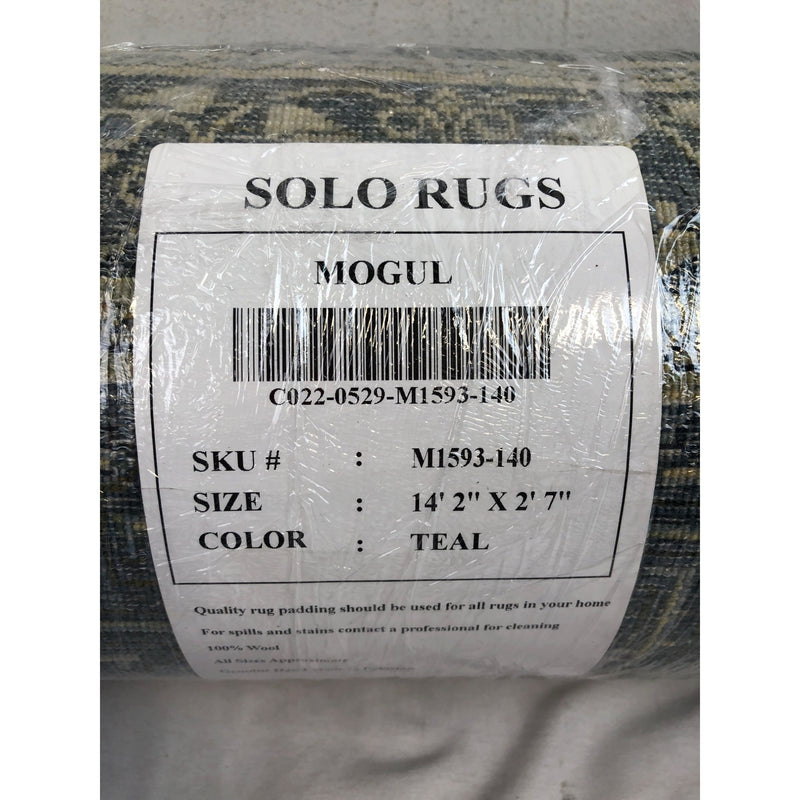 SOLO RUGS
MOGUL
C022-0529-M1593-140
SKU # : M1593-140
SIZE : 14' 2" X 2' 7"
COLOR : TEAL
Quality rug padding should be used for all rugs in your home
For spills and stains contact a professional for cleaning
100% Wool
All Sizes Approximate
Genuine